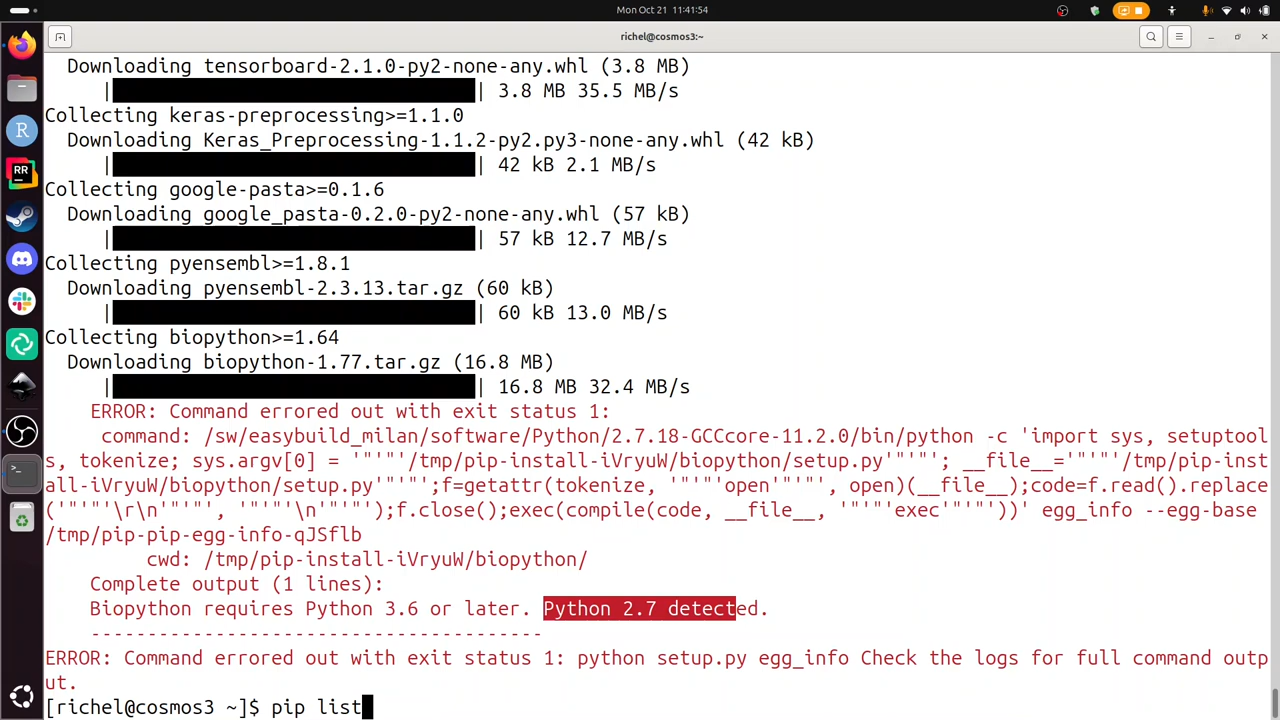 Mon Oct 21 11:41:54
richel@cosmos3:~
Downloading tensorboard-2.1.0-py2-none-any.whl (3.8 MB)
| | 3.8 MB 35.5 MB/s
Collecting keras-preprocessing>=1.1.0
Downloading Keras_Preprocessing-1.1.2-py2.py3-none-any.whl (42 kB)
| | 42 kB 2.1 MB/s
Collecting google-pasta>=0.1.6
Downloading google_pasta-0.2.0-py2-none-any.whl (57 kB)
| | 57 kB 12.7 MB/s
Collecting pyensembl>=1.8.1
Downloading pyensembl-2.3.13.tar.gz (60 kB)
| | 60 kB 13.0 MB/s
Collecting biopython>=1.64
Downloading biopython-1.77.tar.gz (16.8 MB)
| | 16.8 MB 32.4 MB/s
ERROR: Command errored out with exit status 1:
command: /sw/easybuild_milan/software/Python/2.7.18-GCCcore-11.2.0/bin/python -c 'import sys, setuptool
s, tokenize; sys.argv[0] = '"'"'/tmp/pip-install-iVryuW/biopython/setup.py'"'"'; __file__='"'"'/tmp/pip-inst
all-iVryuW/biopython/setup.py'"'"';f=getattr(tokenize, '"'"'open'"'"', open)(__file__);code=f.read().replace
('"'"'\r\n'"'"', '"'"'\n'"'"');f.close();exec(compile(code, __file__, '"'"'exec'"'"'))' egg_info --egg-base
/tmp/pip-pip-egg-info-qJSflb
cwd: /tmp/pip-install-iVryuW/biopython/
Complete output (1 lines):
Biopython requires Python 3.6 or later. Python 2.7 detected.
----------------------------------------
ERROR: Command errored out with exit status 1: python setup.py egg_info Check the logs for full command outp
ut.
[richel@cosmos3 ~]$ pip list
R
RR